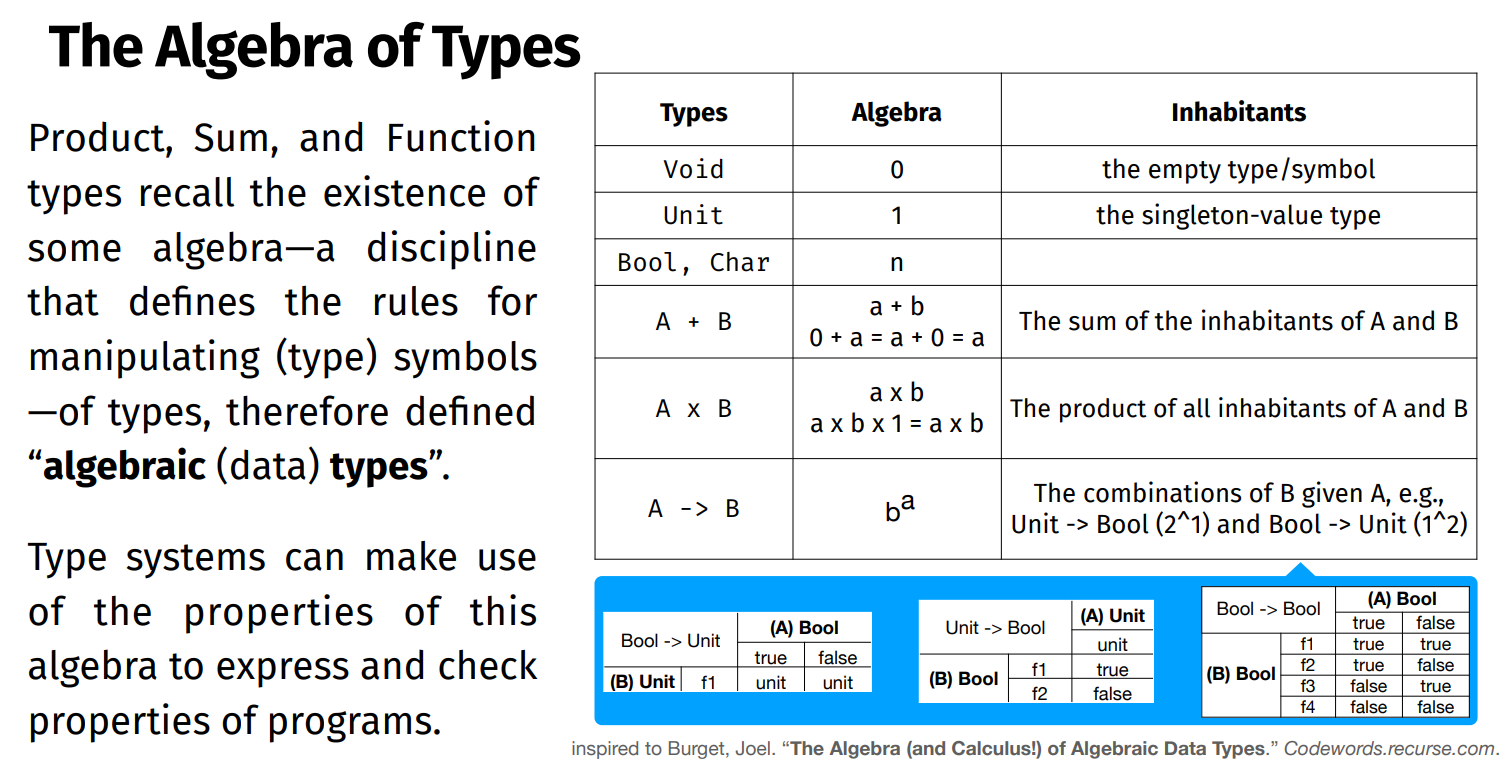 The Algebra of Types
Product, Sum, and Function
types recall the existence of
some algebra—a discipline
that defines the rules for
manipulating (type) symbols
—of types, therefore defined
“algebraic (data) types”.
Type systems can make use
of the properties of this
algebra to express and check
properties of programs.
Types Algebra Inhabitants
Void 0 the empty type/symbol
Unit 1 the singleton-value type
Bool, Char n
A + B
a + b
0 + a = a + 0 = a
The sum of the inhabitants of A and B
A x B
a x b
a x b x 1 = a x b
The product of all inhabitants of A and B
A -> B
bᵃ
The combinations of B given A, e.g.,
Unit -> Bool (2^1) and Bool -> Unit (1^2)
Bool -> Unit
(A) Bool
true false
(B) Unit f1 unit unit
Unit -> Bool
(A) Unit
unit
(B) Bool
f1 true
f2 false
Bool -> Bool
(A) Bool
true false
(B) Bool
f1 true true
f2 true false
f3 false true
f4 false false
inspired to Burget, Joel. “The Algebra (and Calculus!) of Algebraic Data Types.” Codewords.recurse.com.